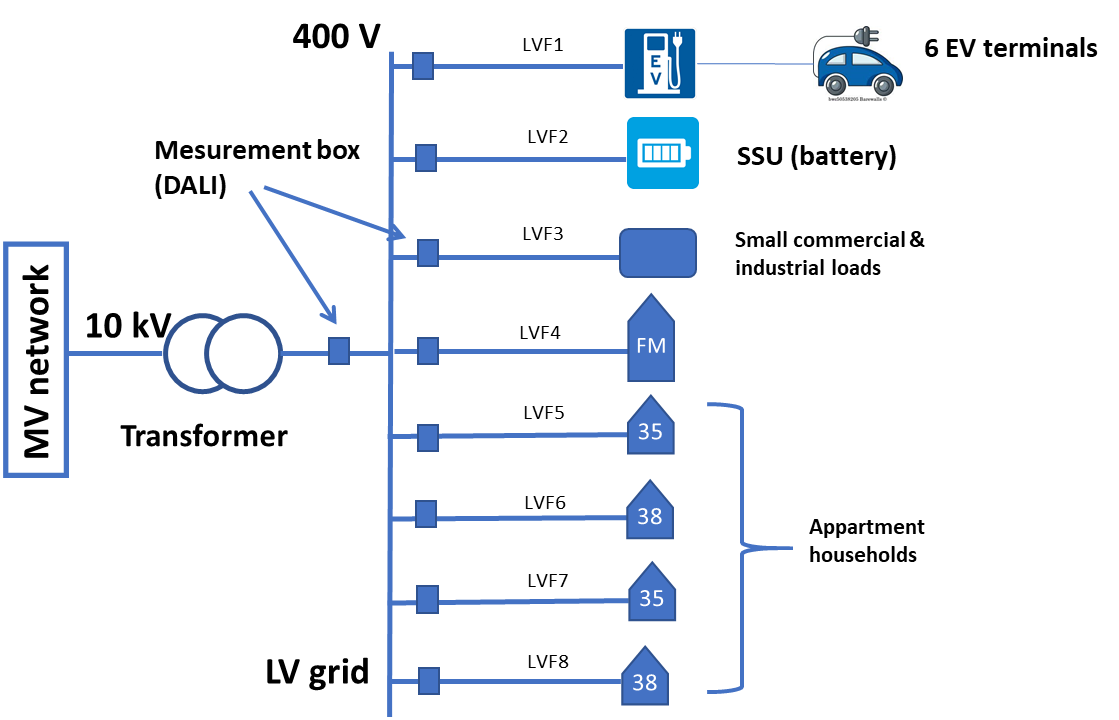 400 V
LVF1
EV
6 EV terminals
LVF2
SSU (battery)
Mesurement box
(DALI)
LVF3
Small commercial &
industrial loads
MV network
10 kV
Transformer
LVF4
FM
LVF5
35
LVF6
38
Appartment
households
LVF7
35
LVF8
38
LV grid